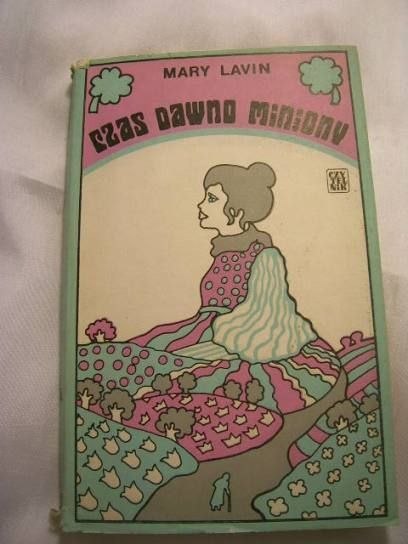 MARY LAVIN
CZAS DAWNO MINIONY
CZY
TEL
NIK